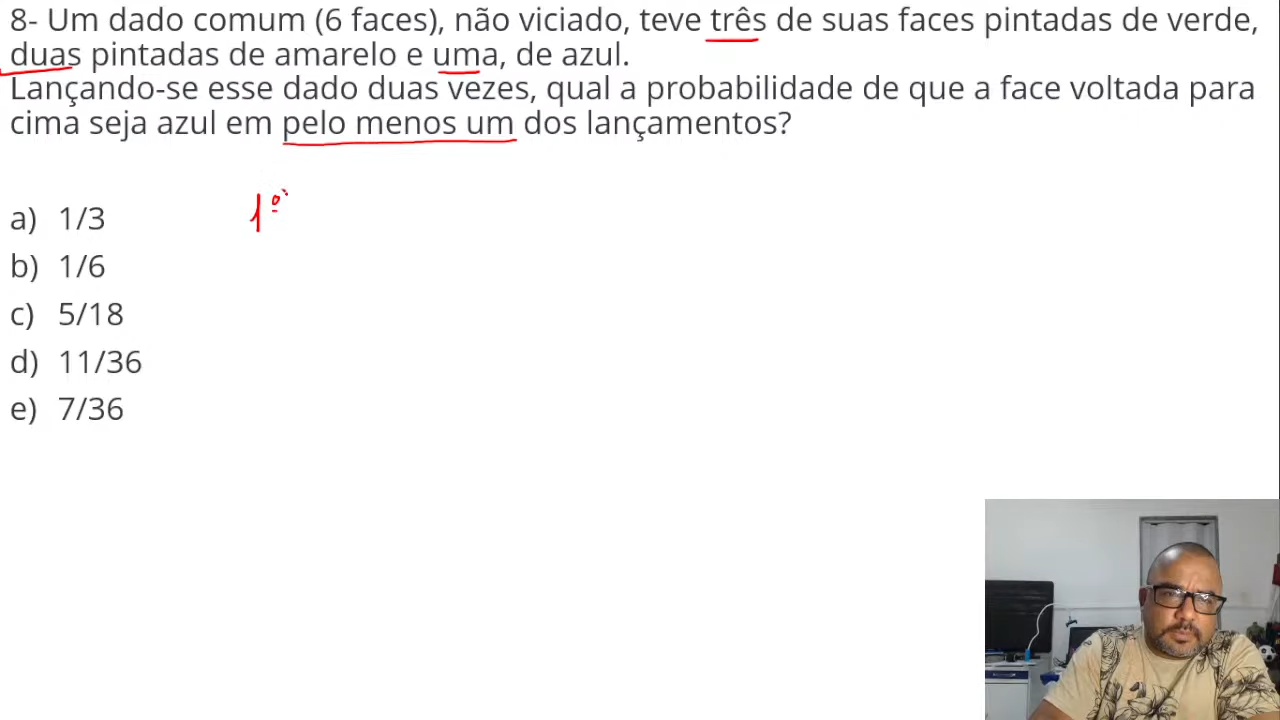 8- Um dado comum (6 faces), não viciado, teve três de suas faces pintadas de verde,
duas pintadas de amarelo e uma, de azul.
Lançando-se esse dado duas vezes, qual a probabilidade de que a face voltada para
cima seja azul em pelo menos um dos lançamentos?
a) 1/3
1º
b) 1/6
c) 5/18
d) 11/36
e) 7/36